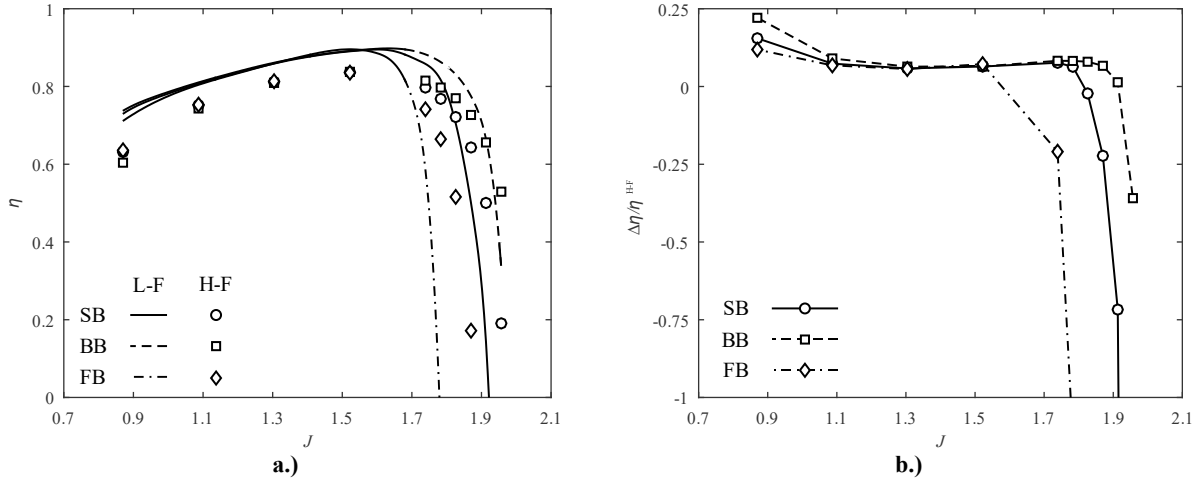 1
0.8
0.6
0.4
0.2
0
η
L-F H-F
SB
BB
FB
0.7 0.9 1.1 1.3 1.5 1.7 1.9 2.1
J
a.)
0.25
0
-0.25
-0.5
-0.75
-1
Δη/η H-F
SB
BB
FB
0.7 0.9 1.1 1.3 1.5 1.7 1.9 2.1
J
b.)